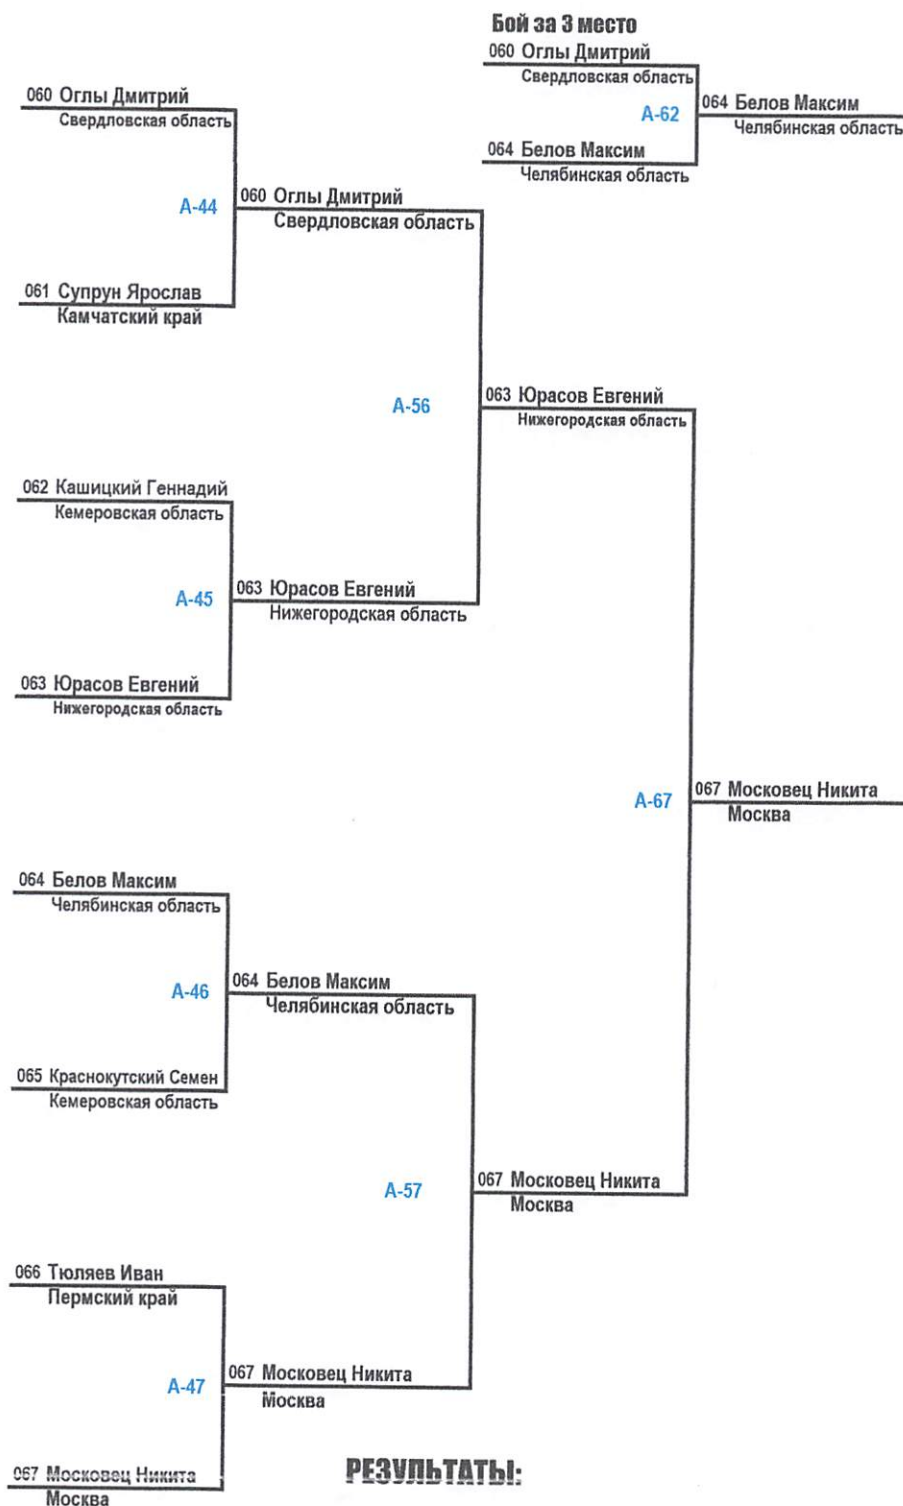 Бой за 3 место
060 Оглы Дмитрий
Свердловская область
A-62
064 Белов Максим
Челябинская область
064 Белов Максим
Челябинская область
060 Оглы Дмитрий
Свердловская область
A-44
060 Оглы Дмитрий
Свердловская область
061 Супрун Ярослав
Камчатский край
A-56
063 Юрасов Евгений
Нижегородская область
062 Кашицкий Геннадий
Кемеровская область
A-45
063 Юрасов Евгений
Нижегородская область
063 Юрасов Евгений
Нижегородская область
A-67
067 Московец Никита
Москва
064 Белов Максим
Челябинская область
A-46
064 Белов Максим
Челябинская область
065 Краснокутский Семен
Кемеровская область
A-57
067 Московец Никита
Москва
066 Тюляев Иван
Пермский край
A-47
067 Московец Никита
Москва
067 Московец Никита
Москва
РЕЗУЛЬТАТЫ: